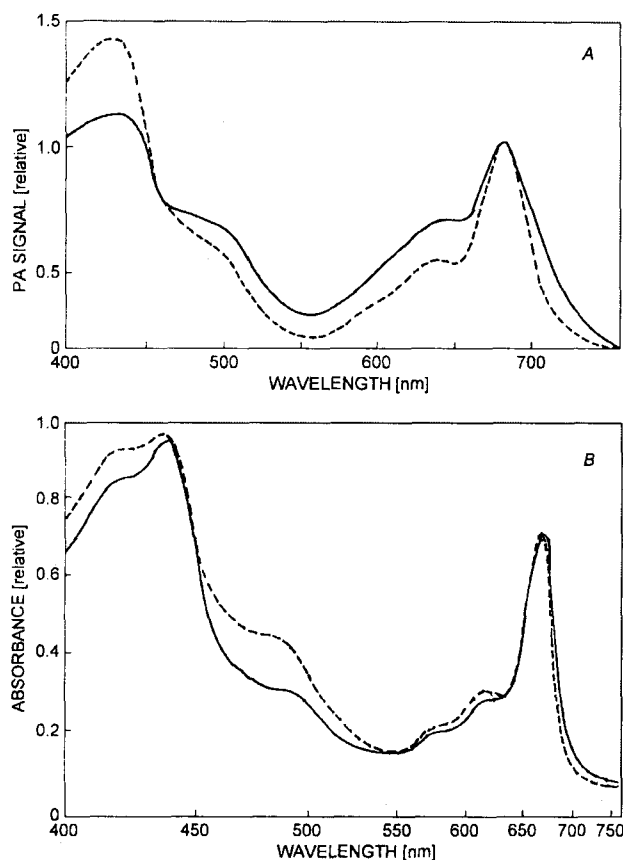 1.5
A
1.0
0.5
0
PA SIGNAL [relative]
400 500 600 700
WAVELENGTH [nm]
1.0
B
0.8
0.6
0.4
0.2
0
ABSORBANCE [relative]
400 450 500 550 600 650 700 750
WAVELENGTH [nm]